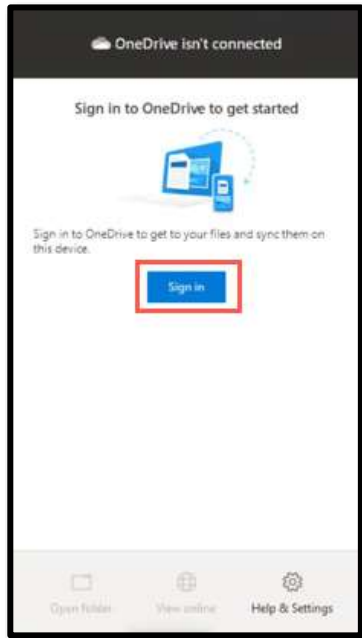 OneDrive isn't connected
Sign in to OneDrive to get started
Sign in to OneDrive to get to your files and sync them on
this device.
Sign in
Open folder View online Help & Settings